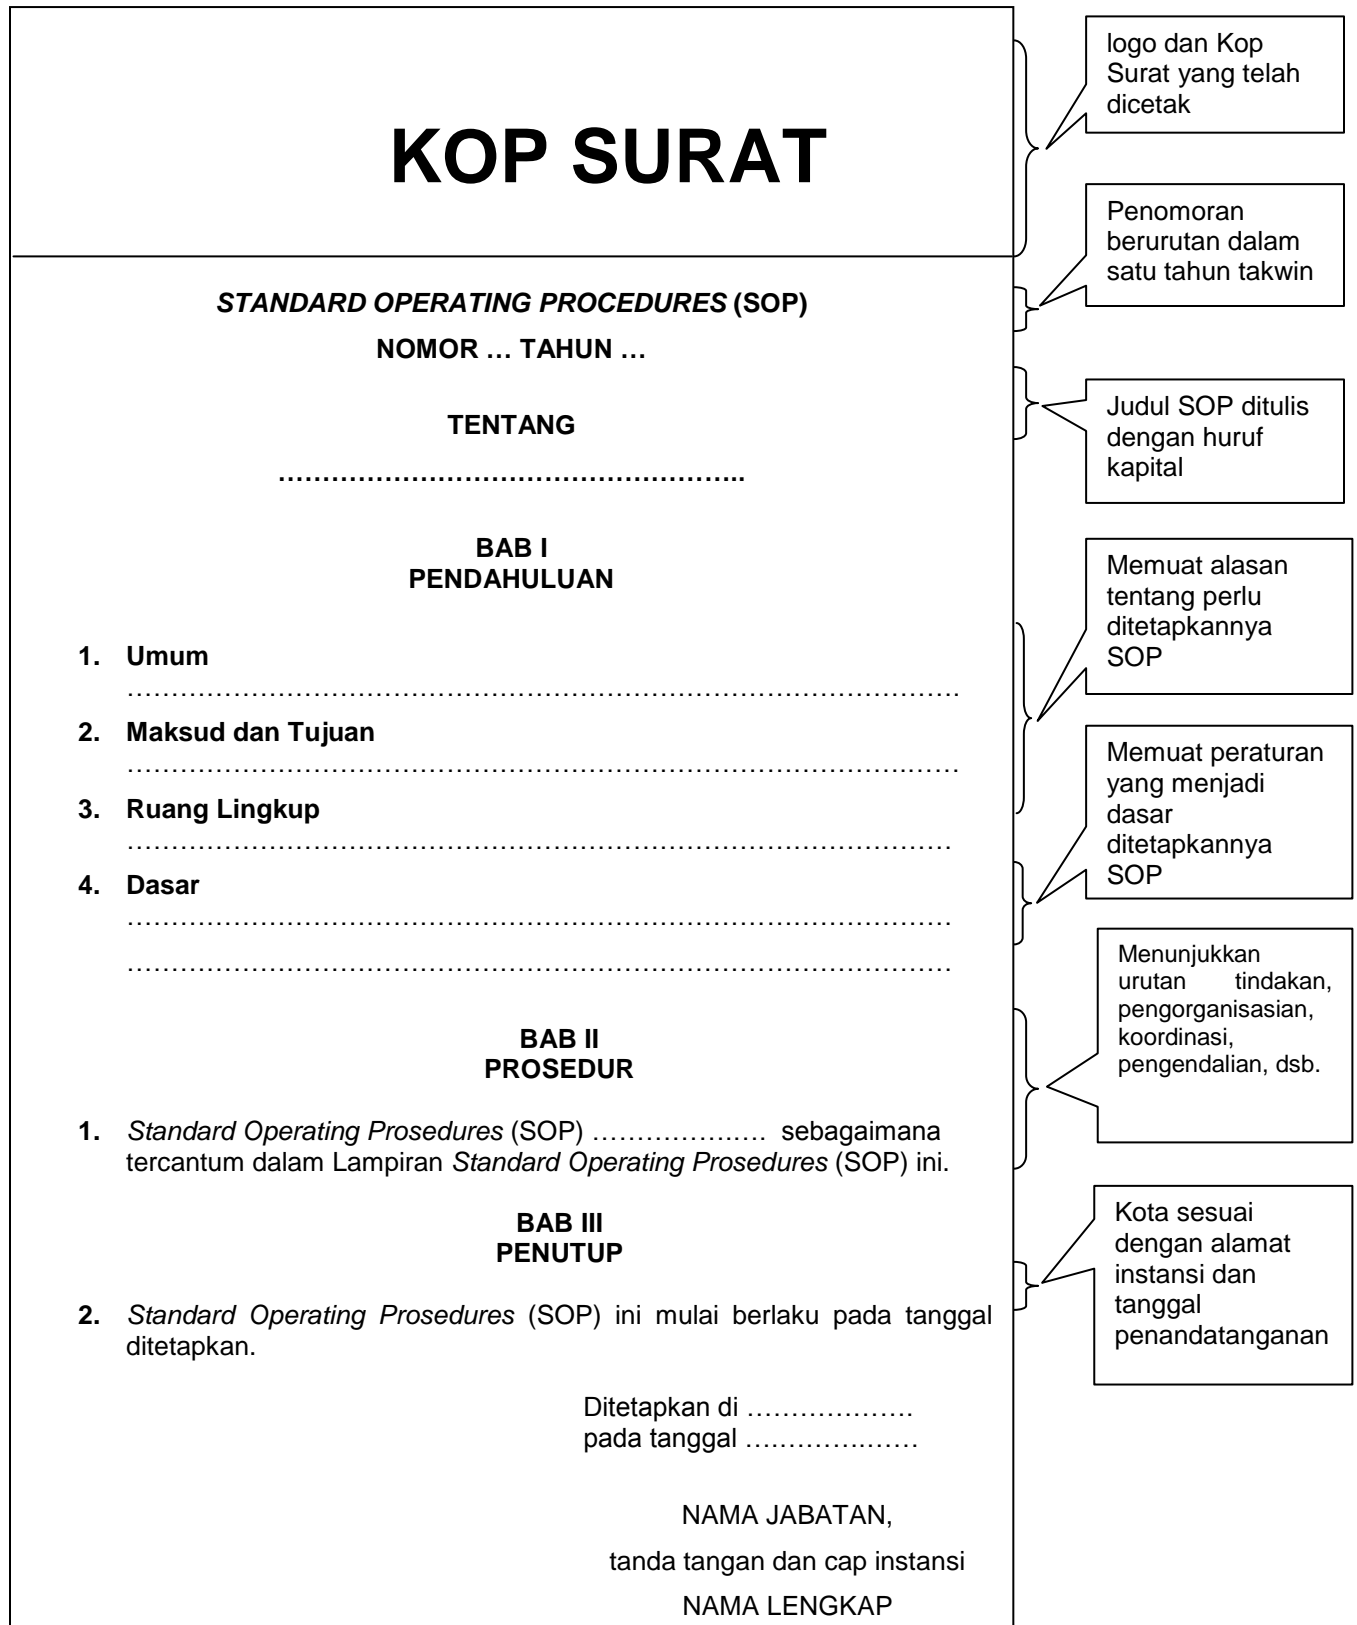 KOP SURAT
STANDARD OPERATING PROCEDURES (SOP)
NOMOR … TAHUN …
TENTANG
……………………………………………..
BAB I
PENDAHULUAN
1. Umum
………………………………………………………………………………….
2. Maksud dan Tujuan
…………………………………………………………………………….……
3. Ruang Lingkup
…………………………………………………………………………………
4. Dasar
…………………………………………………………………………………
…………………………………………………………………………………
BAB II
PROSEDUR
1. Standard Operating Prosedures (SOP) ……………..…. sebagaimana
tercantum dalam Lampiran Standard Operating Prosedures (SOP) ini.
BAB III
PENUTUP
2. Standard Operating Prosedures (SOP) ini mulai berlaku pada tanggal
ditetapkan.
Ditetapkan di ……………….
pada tanggal ….……….……
NAMA JABATAN,
tanda tangan dan cap instansi
NAMA LENGKAP
logo dan Kop
Surat yang telah
dicetak
Penomoran
berurutan dalam
satu tahun takwin
Judul SOP ditulis
dengan huruf
kapital
Memuat alasan
tentang perlu
ditetapkannya
SOP
Memuat peraturan
yang menjadi
dasar
ditetapkannya
SOP
Menunjukkan
urutan tindakan,
pengorganisasian,
koordinasi,
pengendalian, dsb.
Kota sesuai
dengan alamat
instansi dan
tanggal
penandatanganan